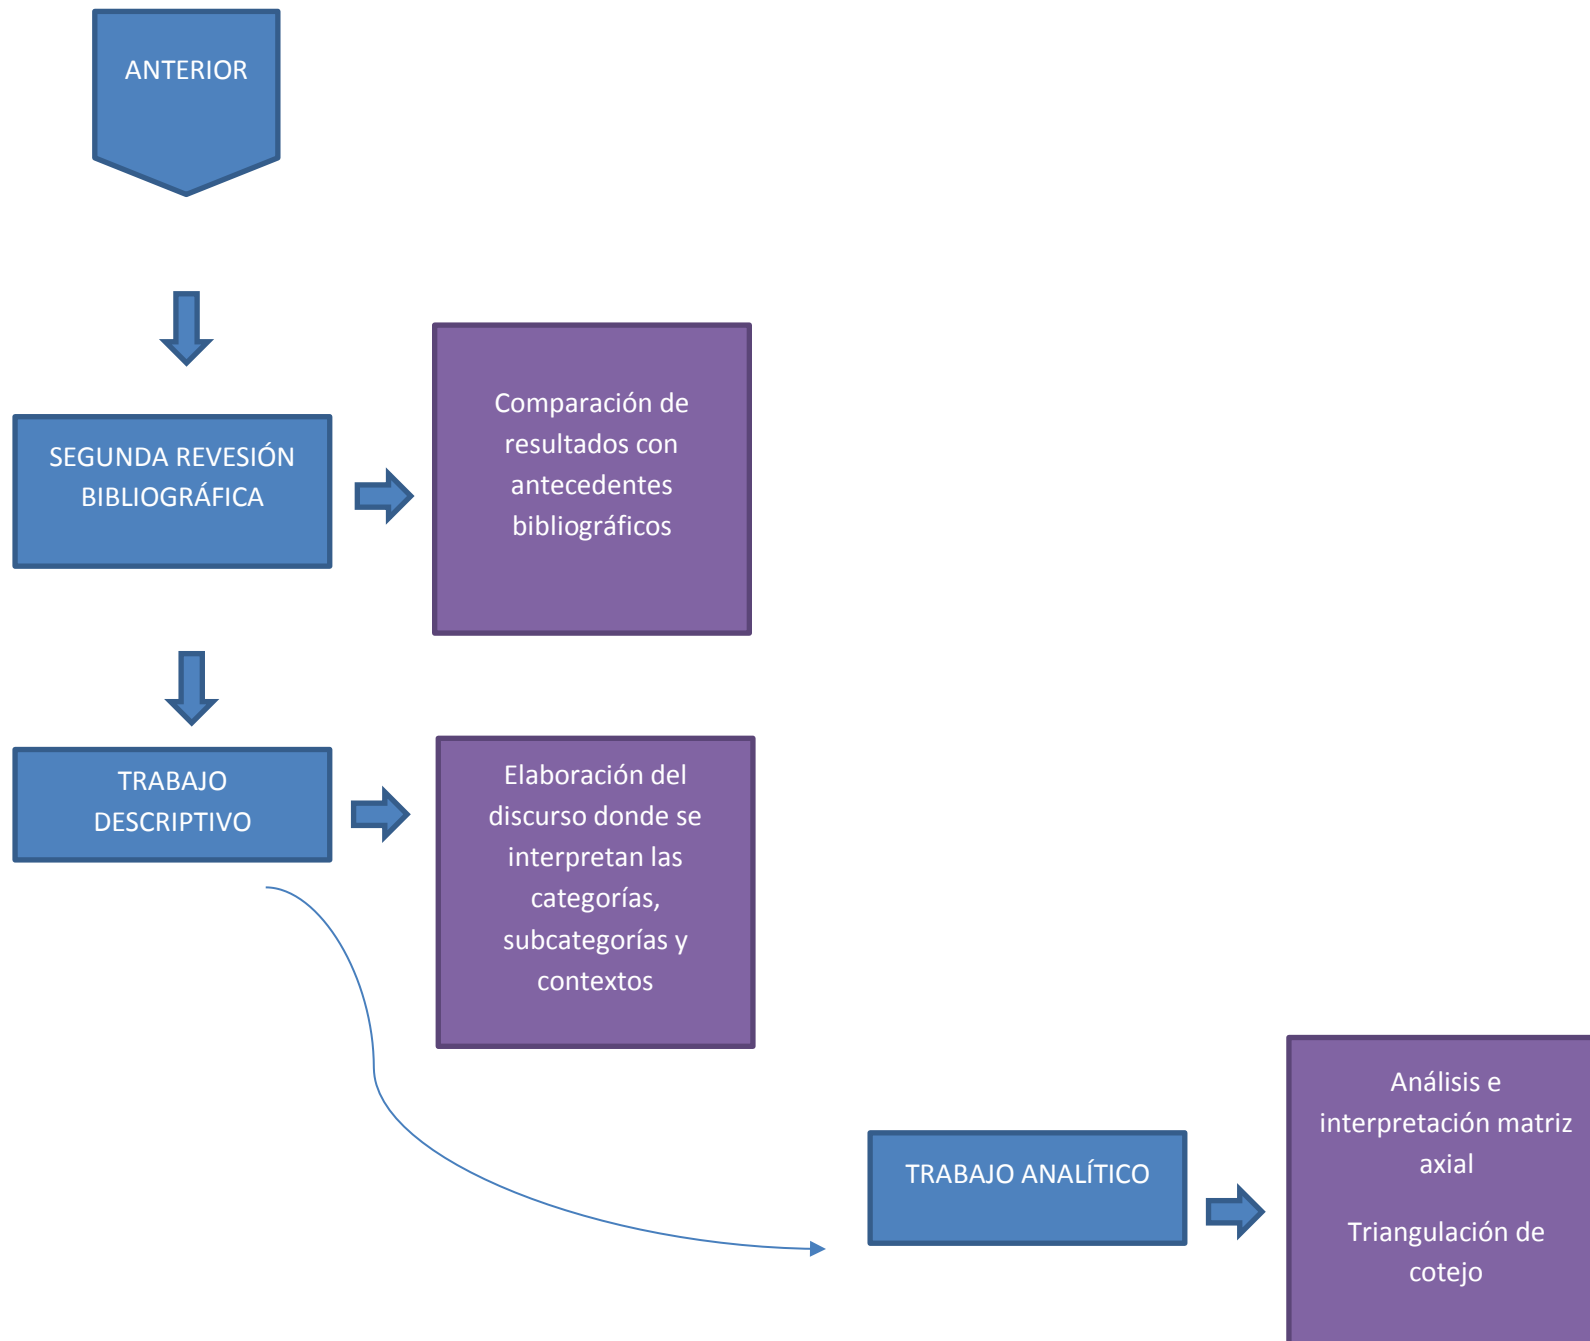 ANTERIOR
SEGUNDA REVESIÓN
BIBLIOGRÁFICA
Comparación de
resultados con
antecedentes
bibliográficos
TRABAJO
DESCRIPTIVO
Elaboración del
discurso donde se
interpretan las
categorías,
subcategorías y
contextos
TRABAJO ANALÍTICO
Análisis e
interpretación matriz
axial
Triangulación de
cotejo